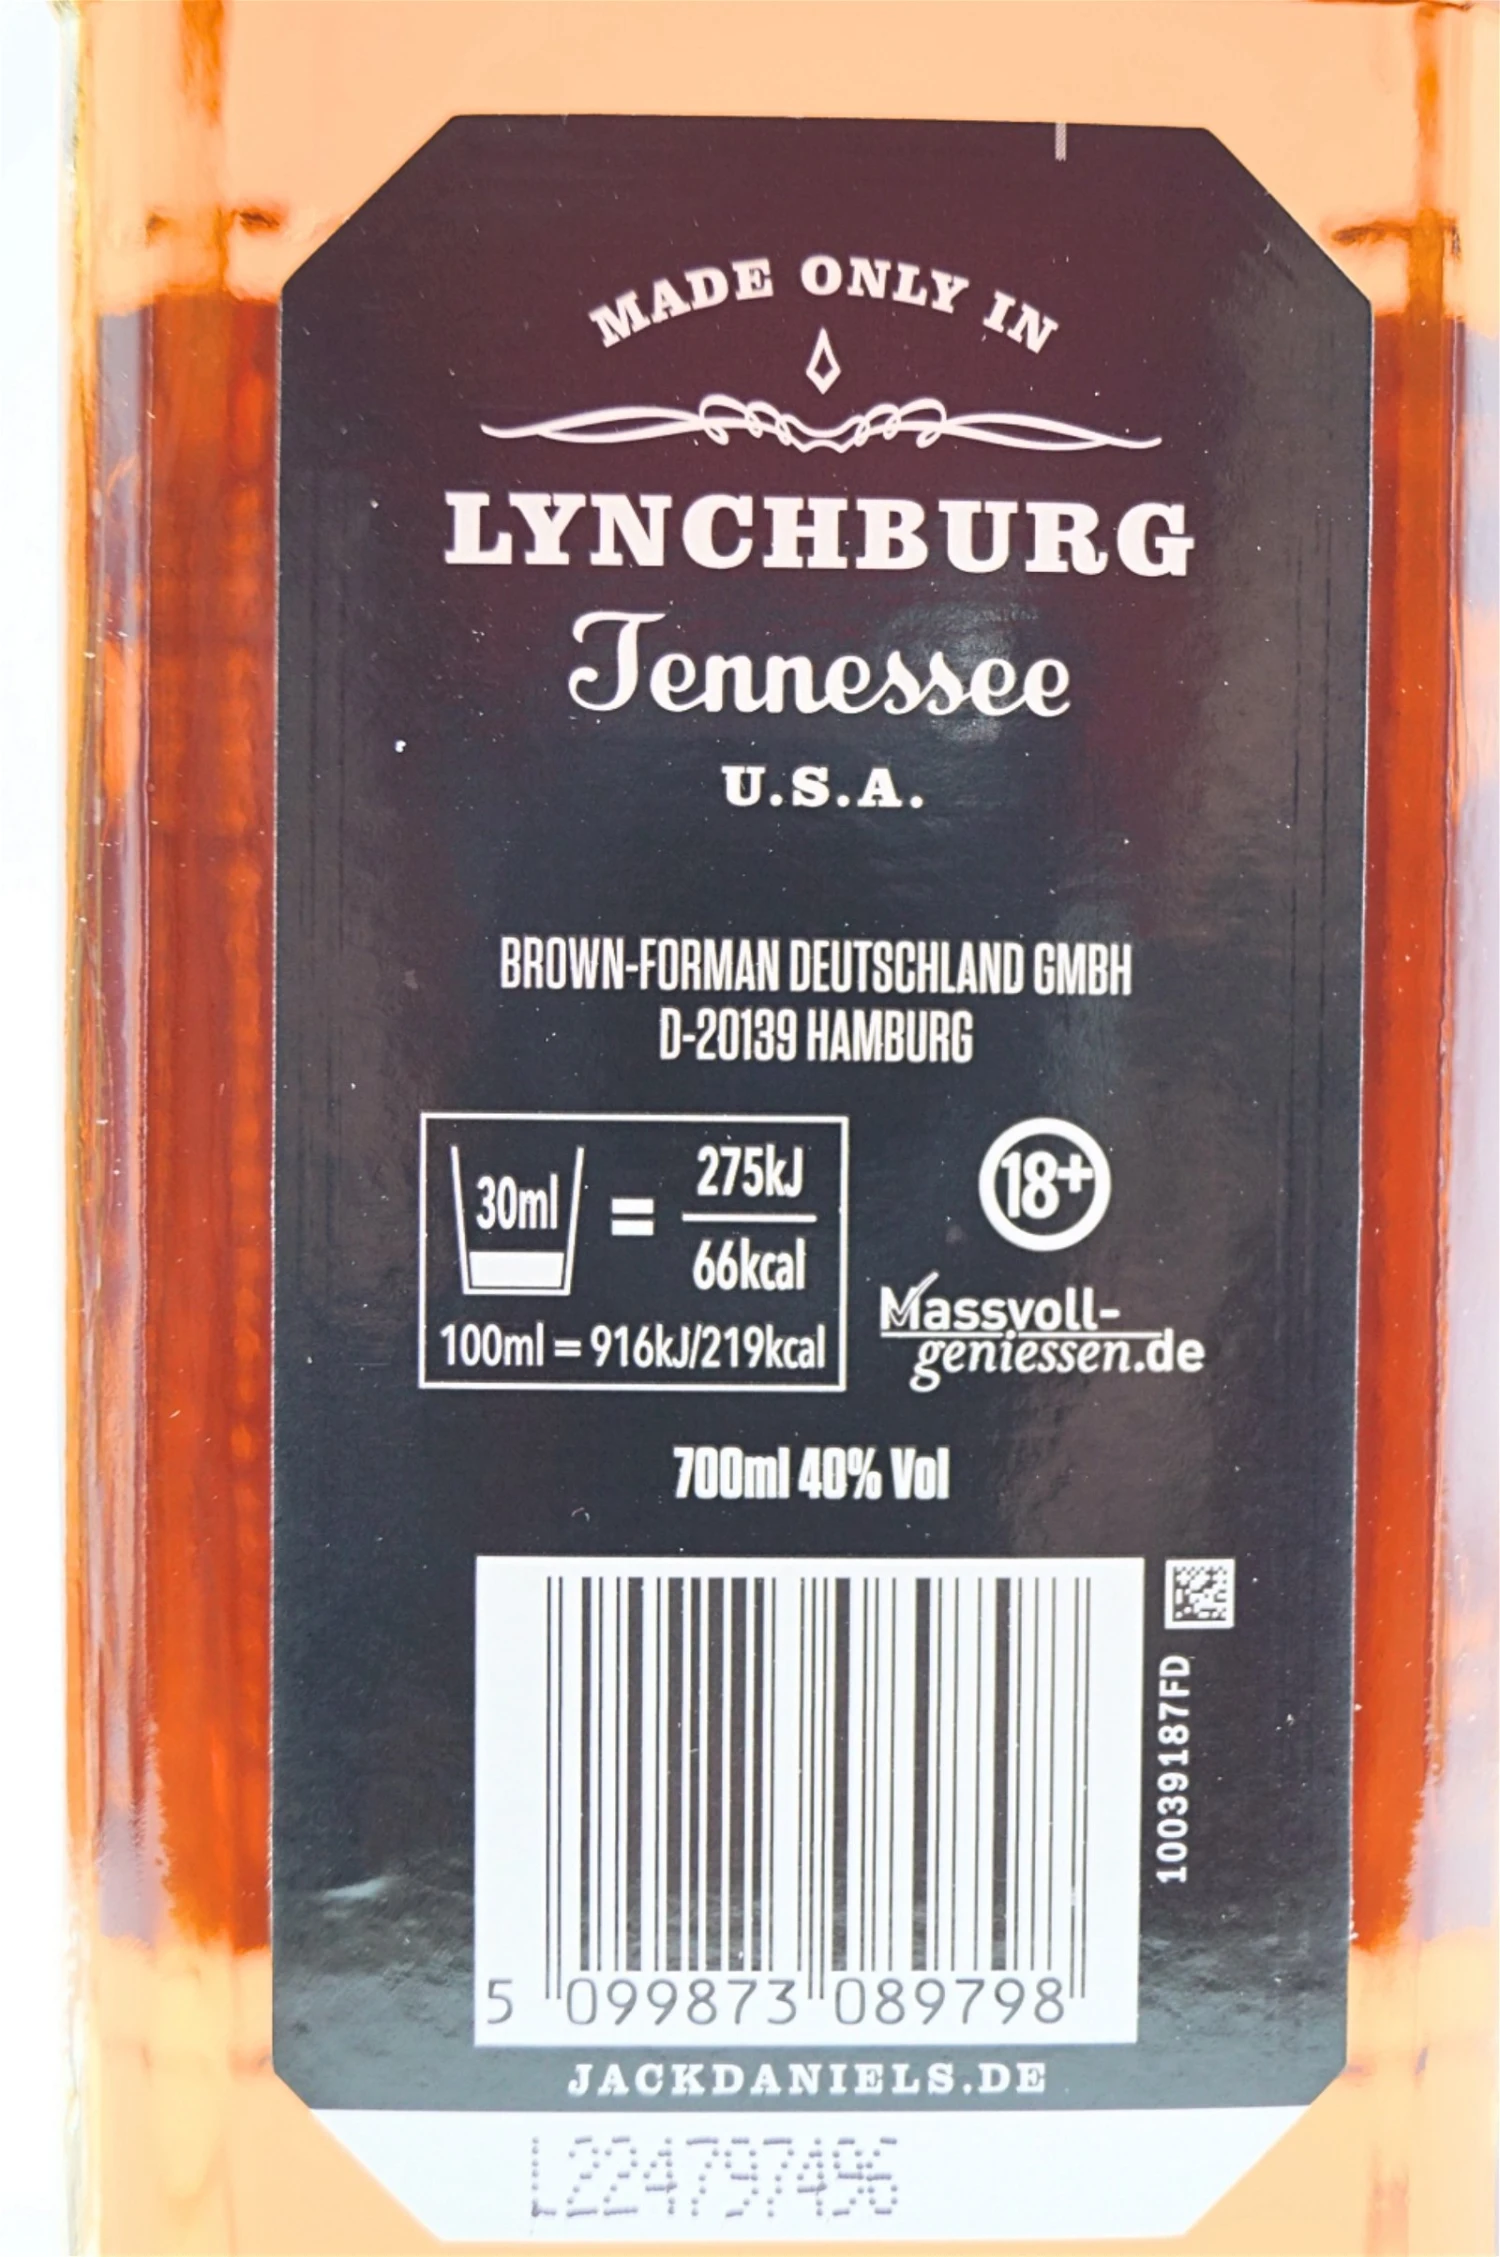 MADE ONLY IN
LYNCHBURG
Tennessee
U.S.A.
BROWN-FORMAN DEUTSCHLAND GMBH
D-20139 HAMBURG
30ml = 275kJ
66kcal
100ml = 916kJ/219kcal
18+
Massvoll-
geniessen.de
700ml 40% Vol
10039187FD
5 099873 089798
JACKDANIELS.DE
L224797496